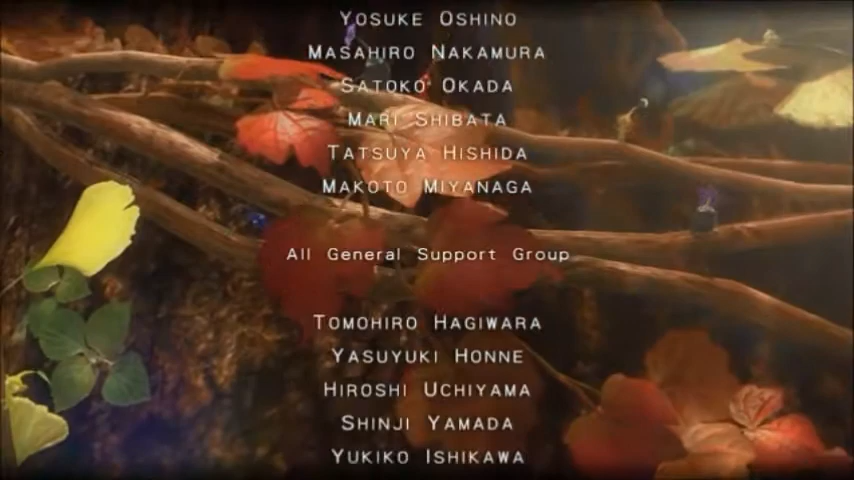 Yosuke Oshino
Masahiro Nakamura
Satoko Okada
Mari Shibata
Tatsuya Hishida
Makoto Miyanaga
All General Support Group
Tomohiro Hagiwara
Yasuyuki Honne
Hiroshi Uchiyama
Shinji Yamada
Yukiko Ishikawa